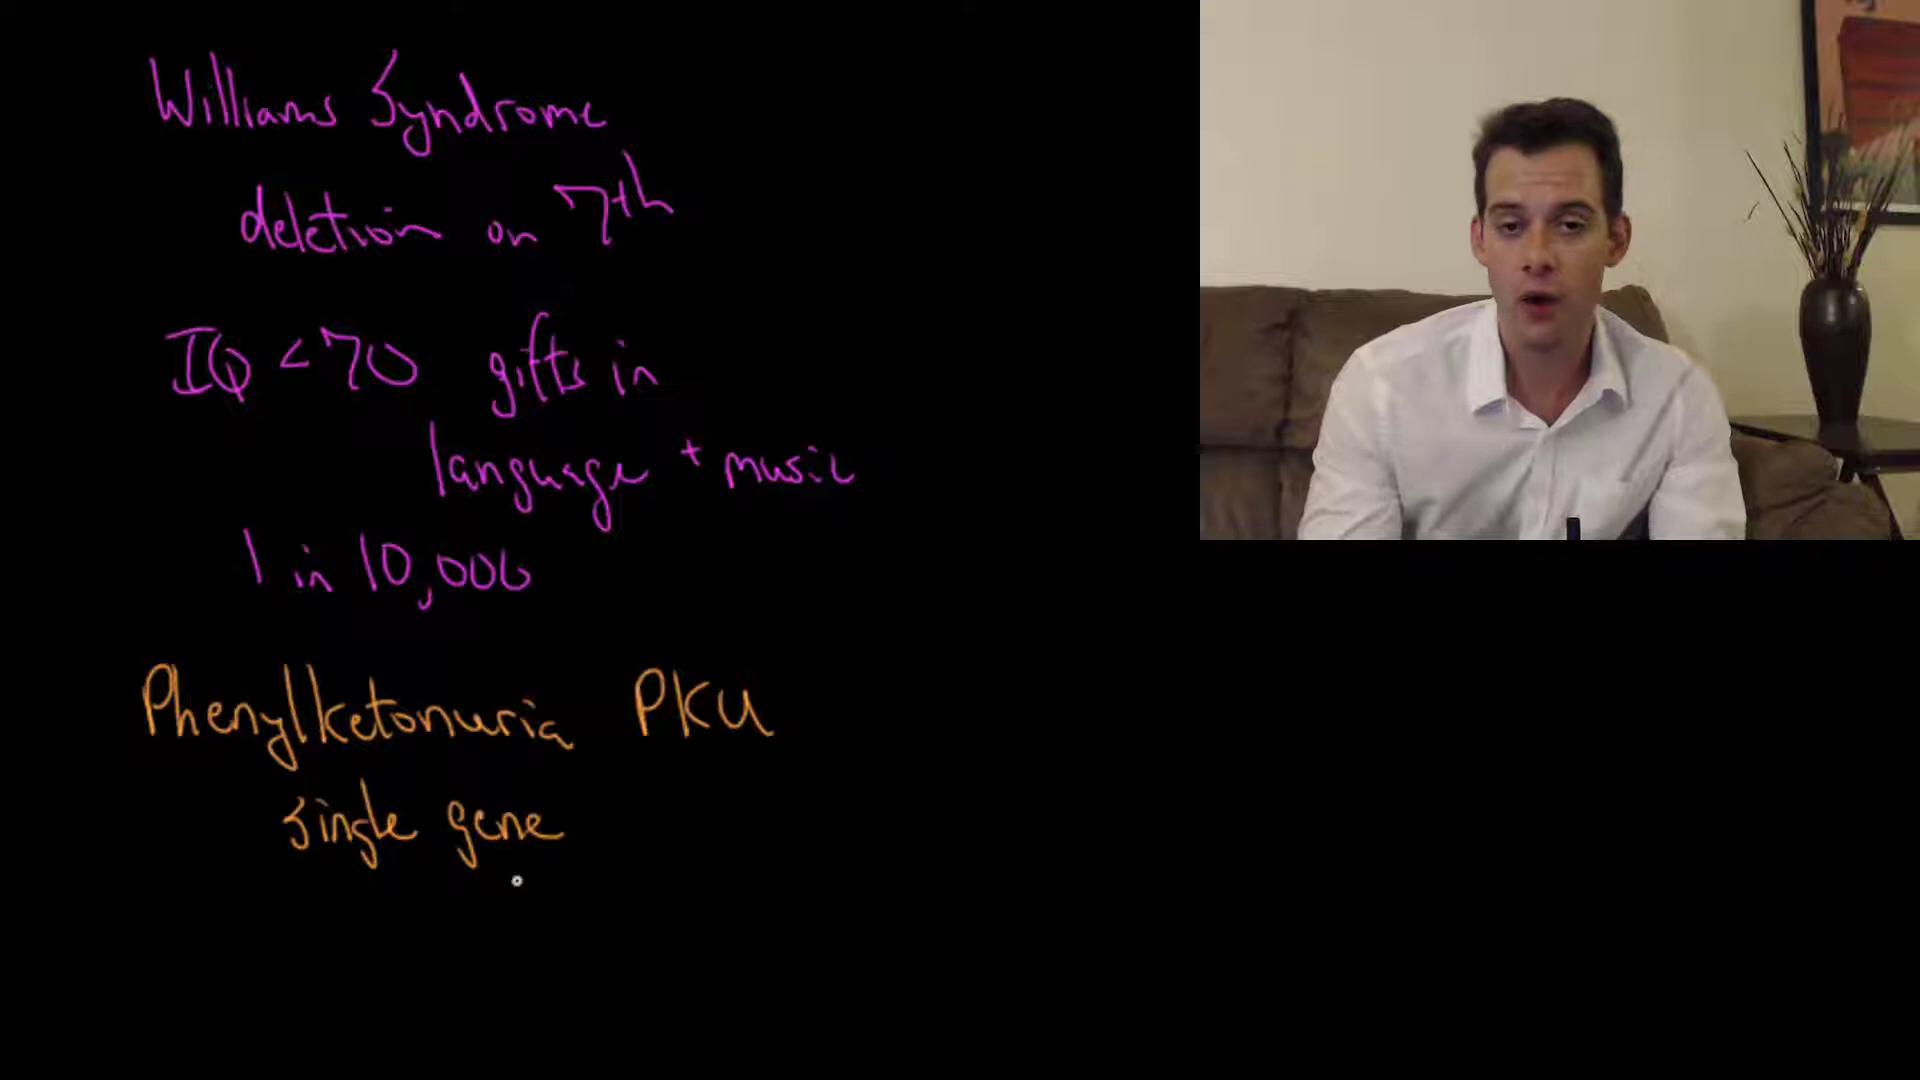 Williams Syndrome
deletion on 7th
IQ < 70 gifts in
language + music
1 in 10,000
Phenylketonuria PKU
single gene